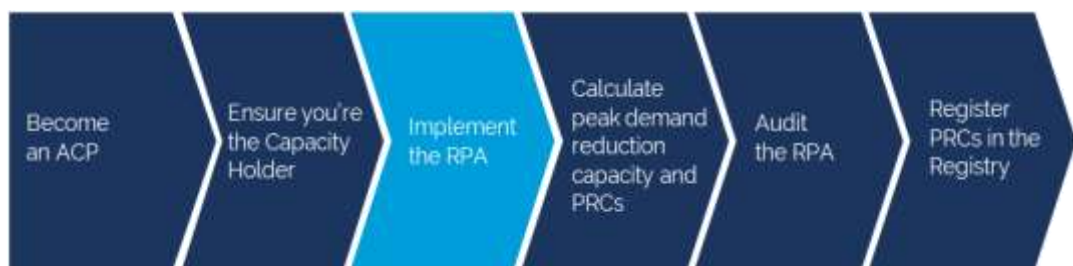 Become
an ACP
Ensure you're
the Capacity
Holder
Implement
the RPA
Calculate
peak demand
reduction
capacity and
PRCs
Audit
the RPA
Register
PRCs in the
Registry